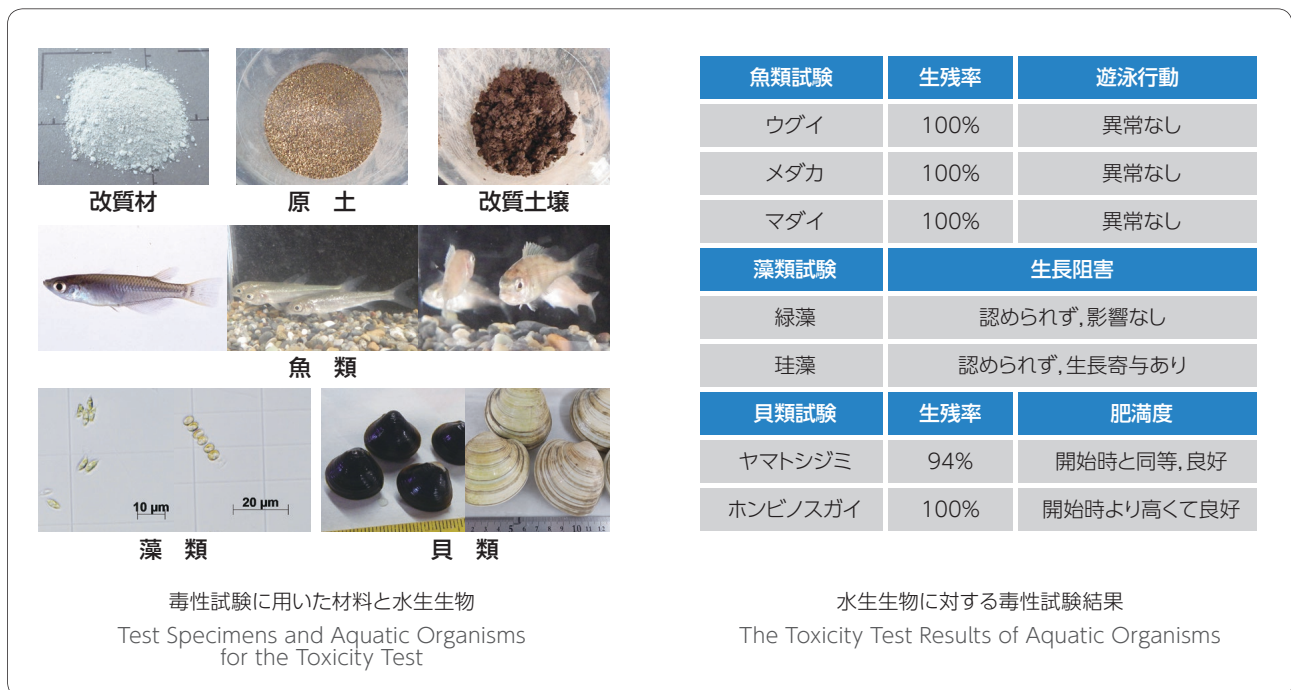 改質材
原　土
改質土壌
魚　類
10 µm
20 µm
藻　類
貝　類
毒性試験に用いた材料と水生生物
Test Specimens and Aquatic Organisms
for the Toxicity Test
魚類試験 生残率 遊泳行動
ウグイ 100% 異常なし
メダカ 100% 異常なし
マダイ 100% 異常なし
藻類試験 生長阻害
緑藻 認められず,影響なし
珪藻 認められず,生長寄与あり
貝類試験 生残率 肥満度
ヤマトシジミ 94% 開始時と同等,良好
ホンビノスガイ 100% 開始時より高くて良好
水生生物に対する毒性試験結果
The Toxicity Test Results of Aquatic Organisms